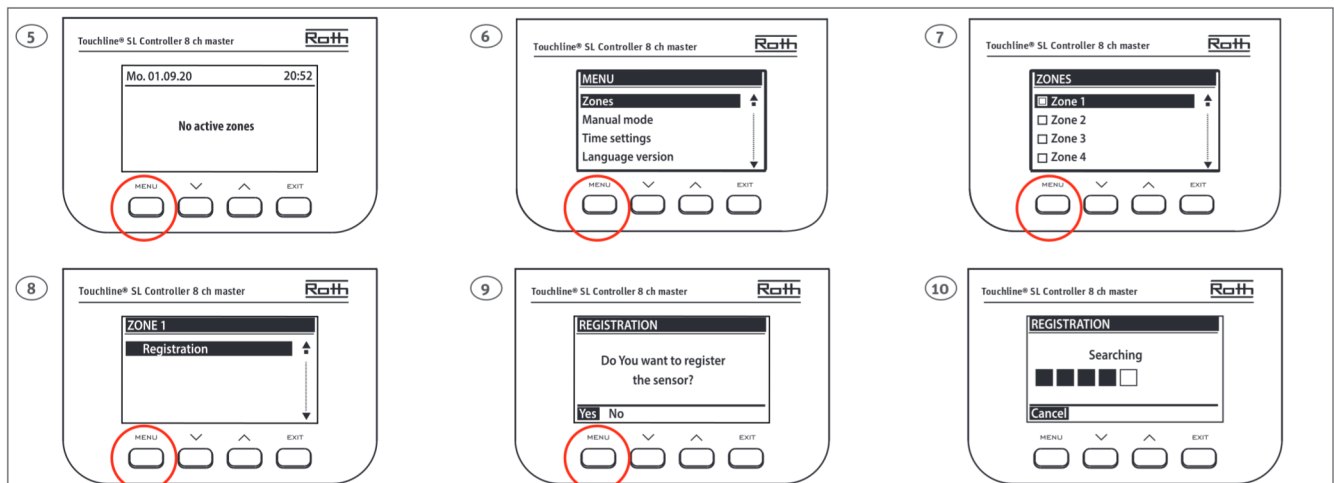 5
Touchline® SL Controller 8 ch master
Roth
Mo. 01.09.20 20:52
No active zones
MENU EXIT
6
Touchline® SL Controller 8 ch master
Roth
MENU
Zones
Manual mode
Time settings
Language version
MENU EXIT
7
Touchline® SL Controller 8 ch master
Roth
ZONES
Zone 1
Zone 2
Zone 3
Zone 4
MENU EXIT
8
Touchline® SL Controller 8 ch master
Roth
ZONE 1
Registration
MENU EXIT
9
Touchline® SL Controller 8 ch master
Roth
REGISTRATION
Do You want to register
the sensor?
Yes No
MENU EXIT
10
Touchline® SL Controller 8 ch master
Roth
REGISTRATION
Searching
Cancel
MENU EXIT